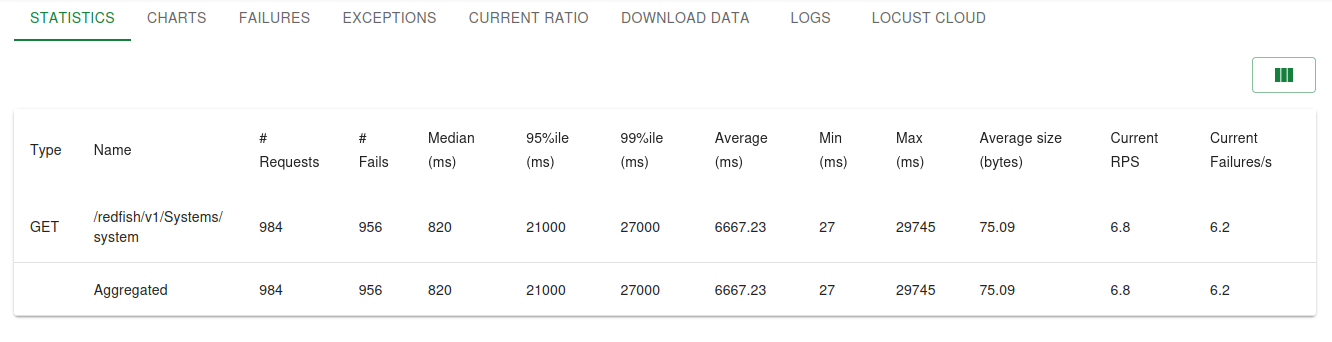 STATISTICS CHARTS FAILURES EXCEPTIONS CURRENT RATIO DOWNLOAD DATA LOGS LOCUST CLOUD
Type Name # Requests # Fails Median (ms) 95%ile (ms) 99%ile (ms) Average (ms) Min (ms) Max (ms) Average size (bytes) Current RPS Current Failures/s
GET /redfish/v1/Systems/system 984 956 820 21000 27000 6667.23 27 29745 75.09 6.8 6.2
Aggregated 984 956 820 21000 27000 6667.23 27 29745 75.09 6.8 6.2